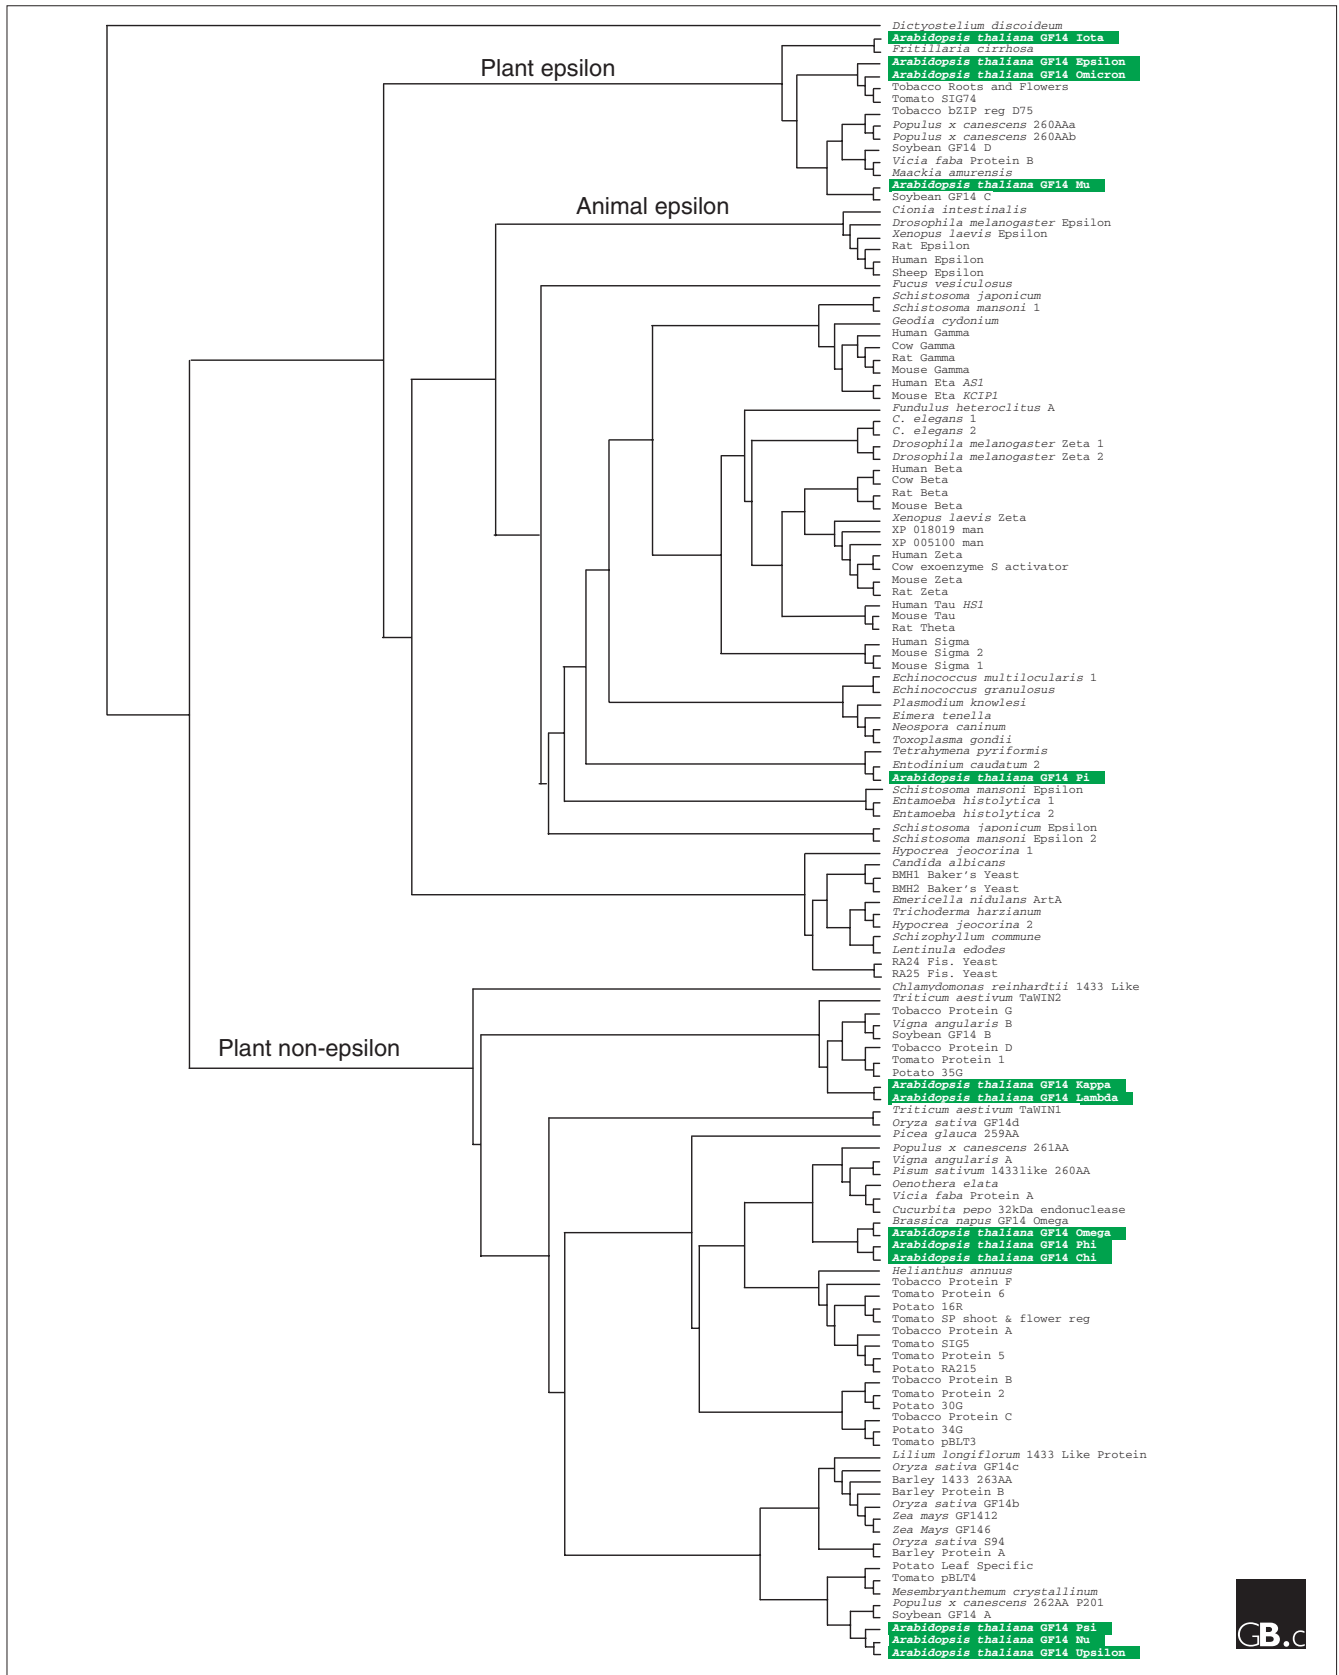 Dictyostelium discoideum
Arabidopsis thaliana GF14 Iota
Fritillaria cirrhosa
Plant epsilon
Arabidopsis thaliana GF14 Epsilon
Arabidopsis thaliana GF14 Omicron
Tobacco Roots and Flowers
Tomato SIG74
Tobacco bZIP reg D75
Populus x canescens 260AAa
Populus x canescens 260AAb
Soybean GF14 D
Vicia faba Protein B
Maackia amurensis
Arabidopsis thaliana GF14 Mu
Soybean GF14 C
Animal epsilon
Cionia intestinalis
Drosophila melanogaster Epsilon
Xenopus laevis Epsilon
Rat Epsilon
Human Epsilon
Sheep Epsilon
Fucus vesiculosus
Schistosoma japonicum
Schistosoma mansoni 1
Geodia cydonium
Human Gamma
Cow Gamma
Rat Gamma
Mouse Gamma
Human Eta AS1
Mouse Eta KCIP1
Fundulus heteroclitus A
C. elegans 1
C. elegans 2
Drosophila melanogaster Zeta 1
Drosophila melanogaster Zeta 2
Human Beta
Cow Beta
Rat Beta
Mouse Beta
Xenopus laevis Zeta
XP 018019 man
XP 005100 man
Human Zeta
Cow exoenzyme S activator
Mouse Zeta
Rat Zeta
Human Tau HS1
Mouse Tau
Rat Theta
Human Sigma
Mouse Sigma 2
Mouse Sigma 1
Echinococcus multilocularis 1
Echinococcus granulosus
Plasmodium knowlesi
Eimera tenella
Neospora caninum
Toxoplasma gondii
Tetrahymena pyriformis
Entodinium caudatum 2
Arabidopsis thaliana GF14 Pi
Schistosoma mansoni Epsilon
Entamoeba histolytica 1
Entamoeba histolytica 2
Schistosoma japonicum Epsilon
Schistosoma mansoni Epsilon 2
Hypocrea jeocorina 1
Candida albicans
BMH1 Baker's Yeast
BMH2 Baker's Yeast
Emericella nidulans ArtA
Trichoderma harzianum
Hypocrea jeocorina 2
Schizophyllum commune
Lentinula edodes
RA24 Fis. Yeast
RA25 Fis. Yeast
Chlamydomonas reinhardtii 1433 Like
Triticum aestivum TaWIN2
Tobacco Protein G
Vigna angularis B
Soybean GF14 B
Plant non-epsilon
Tobacco Protein D
Tomato Protein 1
Potato 35G
Arabidopsis thaliana GF14 Kappa
Arabidopsis thaliana GF14 Lambda
Triticum aestivum TaWIN1
Oryza sativa GF14d
Picea glauca 259AA
Populus x canescens 261AA
Vigna angularis A
Pisum sativum 1433like 260AA
Oenothera elata
Vicia faba Protein A
Cucurbita pepo 32kDa endonuclease
Brassica napus GF14 Omega
Arabidopsis thaliana GF14 Omega
Arabidopsis thaliana GF14 Phi
Arabidopsis thaliana GF14 Chi
Helianthus annuus
Tobacco Protein F
Tomato Protein 6
Potato 16R
Tomato SP shoot & flower reg
Tobacco Protein A
Tomato SIG5
Tomato Protein 5
Potato RA215
Tobacco Protein B
Tomato Protein 2
Potato 30G
Tobacco Protein C
Potato 34G
Tomato pBLT3
Lilium longiflorum 1433 Like Protein
Oryza sativa GF14c
Barley 1433 263AA
Barley Protein B
Oryza sativa GF14b
Zea mays GF1412
Zea Mays GF146
Oryza sativa S94
Barley Protein A
Potato Leaf Specific
Tomato pBLT4
Mesembryanthemum crystallinum
Populus x canescens 262AA P201
Soybean GF14 A
Arabidopsis thaliana GF14 Psi
Arabidopsis thaliana GF14 Nu
Arabidopsis thaliana GF14 Upsilon
GB.c